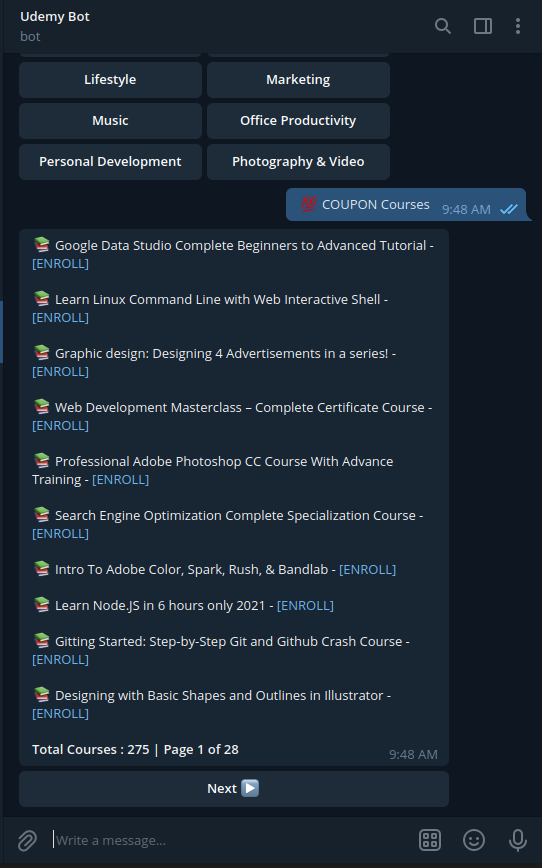 Udemy Bot
bot
Lifestyle
Marketing
Music
Office Productivity
Personal Development
Photography & Video
💯 COUPON Courses 9:48 AM
📚 Google Data Studio Complete Beginners to Advanced Tutorial -
[ENROLL]
📚 Learn Linux Command Line with Web Interactive Shell -
[ENROLL]
📚 Graphic design: Designing 4 Advertisements in a series! -
[ENROLL]
📚 Web Development Masterclass – Complete Certificate Course -
[ENROLL]
📚 Professional Adobe Photoshop CC Course With Advance
Training - [ENROLL]
📚 Search Engine Optimization Complete Specialization Course -
[ENROLL]
📚 Intro To Adobe Color, Spark, Rush, & Bandlab - [ENROLL]
📚 Learn Node.JS in 6 hours only 2021 - [ENROLL]
📚 Gitting Started: Step-by-Step Git and Github Crash Course -
[ENROLL]
📚 Designing with Basic Shapes and Outlines in Illustrator -
[ENROLL]
Total Courses : 275 | Page 1 of 28
9:48 AM
Next ▶️
Write a message...